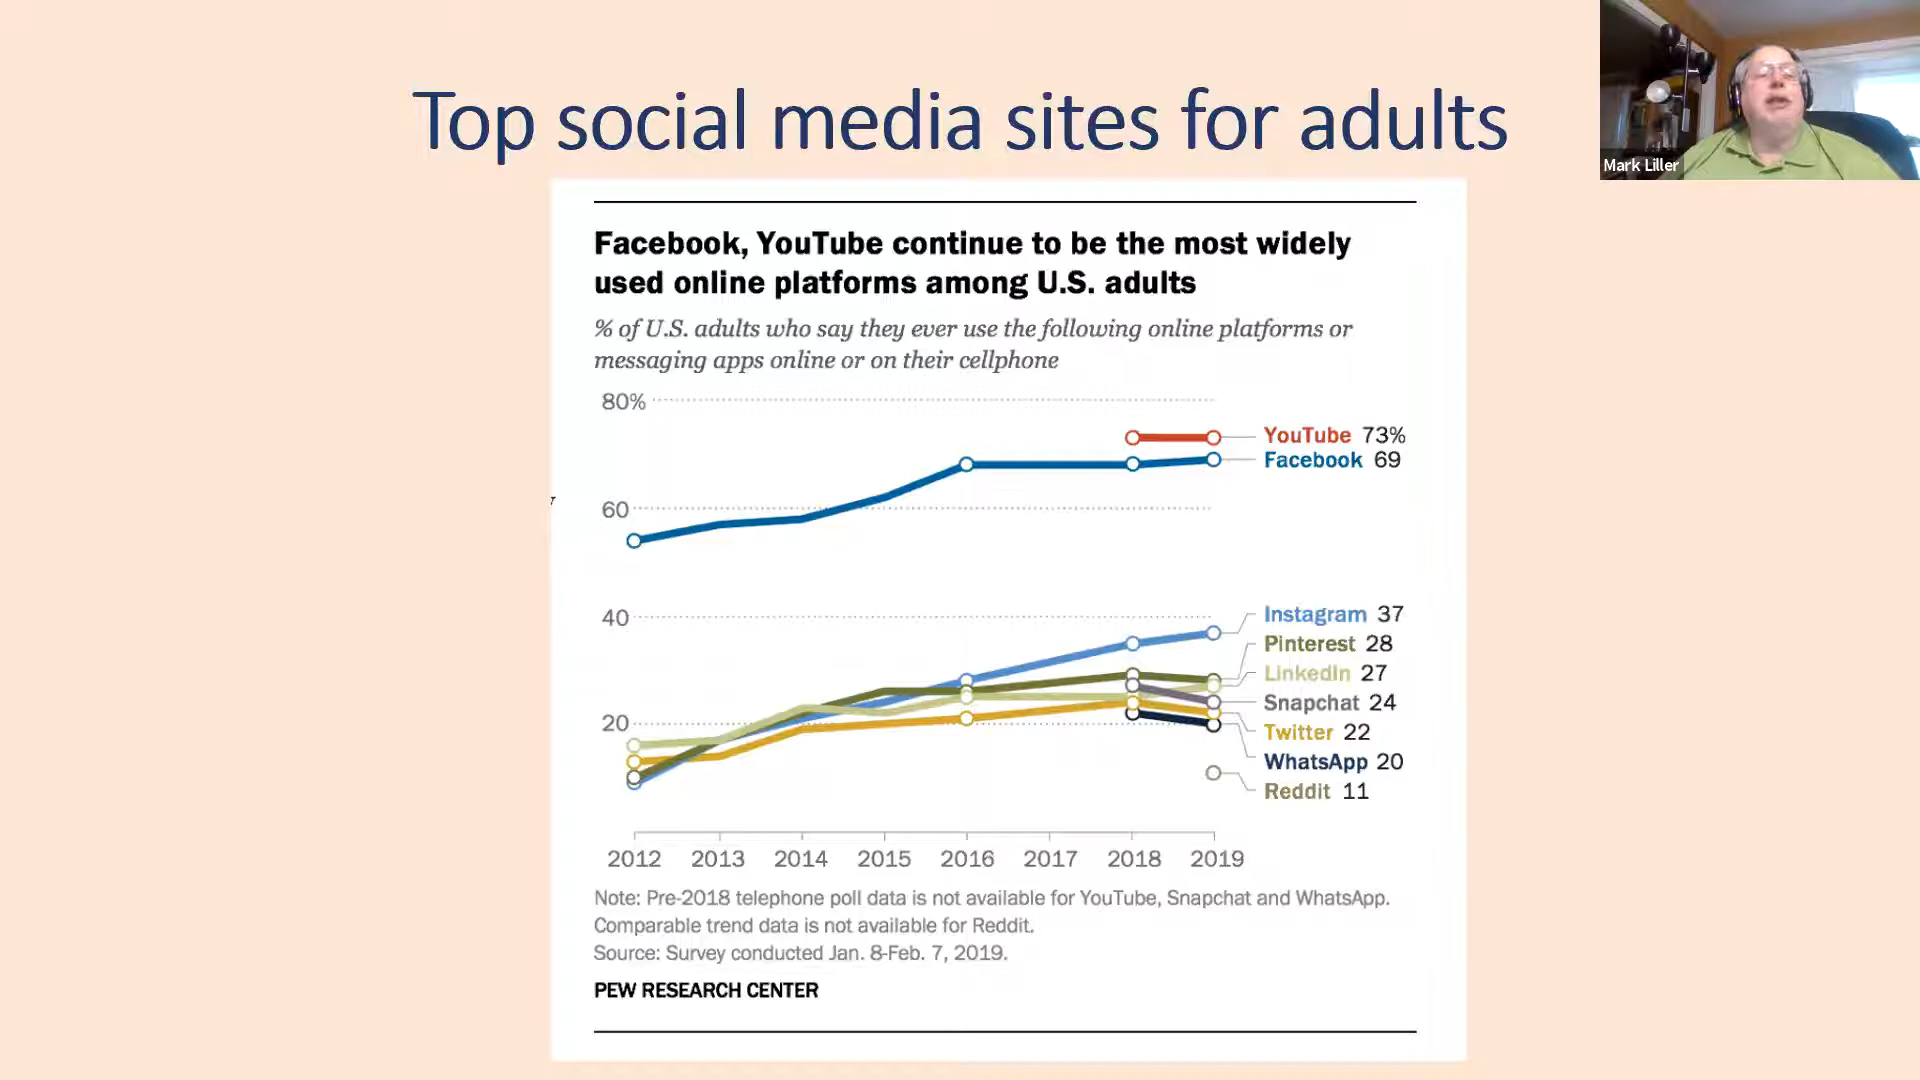 Top social media sites for adults
Mark Liller
Facebook, YouTube continue to be the most widely
used online platforms among U.S. adults
% of U.S. adults who say they ever use the following online platforms or
messaging apps online or on their cellphone
80%
YouTube 73%
Facebook 69
60
40
Instagram 37
Pinterest 28
LinkedIn 27
Snapchat 24
20
Twitter 22
WhatsApp 20
Reddit 11
2012 2013 2014 2015 2016 2017 2018 2019
Note: Pre-2018 telephone poll data is not available for YouTube, Snapchat and WhatsApp.
Comparable trend data is not available for Reddit.
Source: Survey conducted Jan. 8-Feb. 7, 2019.
PEW RESEARCH CENTER